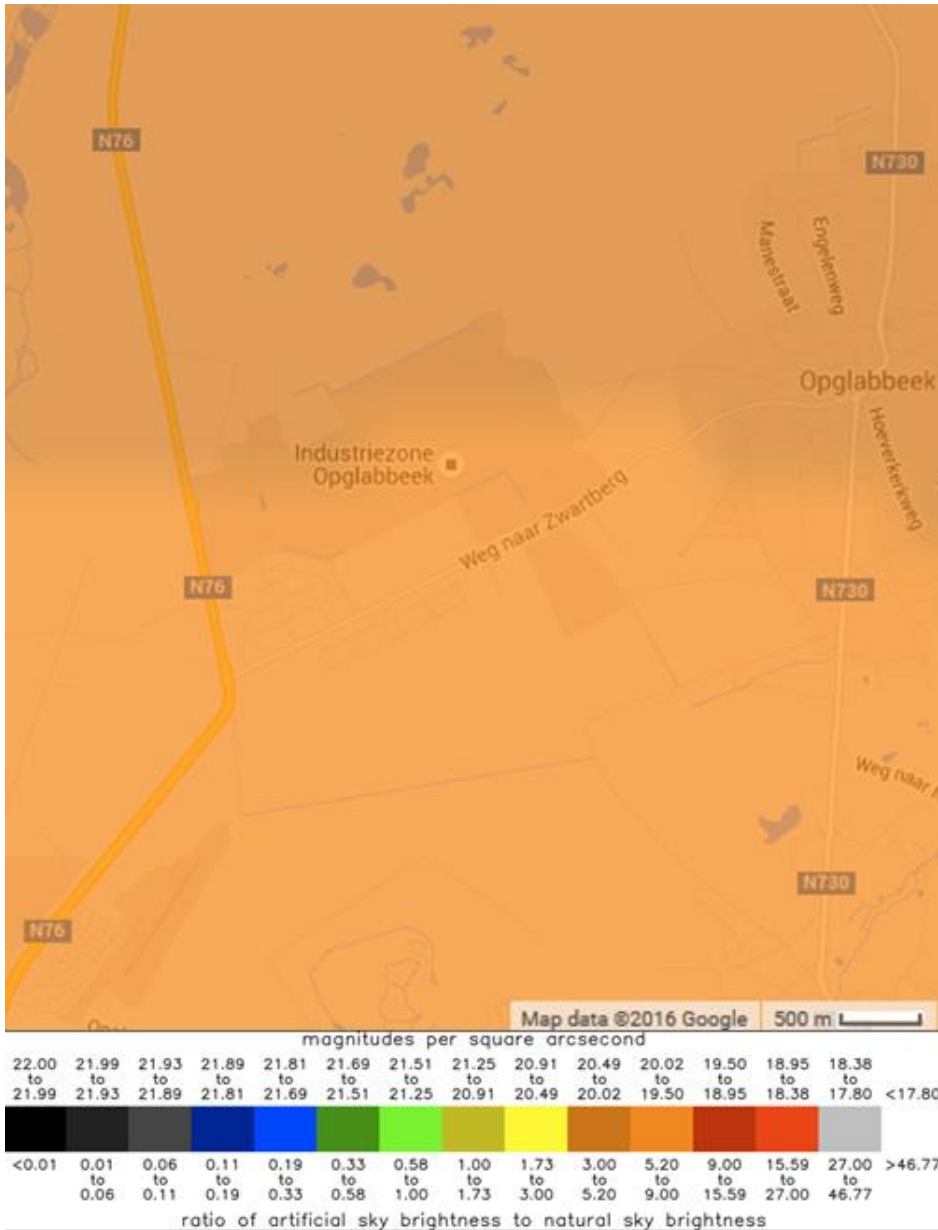 N76
N730
Manestraat
Engelenweg
Opglabbeek
Industriezone
Opglabbeek
Hoeverkerkweg
Weg naar Zwartberg
N76
N730
Weg naar
N730
N76
Map data ©2016 Google 500 m
magnitudes per square arcsecond
22.00 21.99 21.93 21.89 21.81 21.69 21.51 21.25 20.91 20.49 20.02 19.50 18.95 18.38
to to to to to to to to to to to to to to
21.99 21.93 21.89 21.81 21.69 21.51 21.25 20.91 20.49 20.02 19.50 18.95 18.38 17.80 <17.80
<0.01 0.01 0.06 0.11 0.19 0.33 0.58 1.00 1.73 3.00 5.20 9.00 15.59 27.00 >46.77
to to to to to to to to to to to to to
0.06 0.11 0.19 0.33 0.58 1.00 1.73 3.00 5.20 9.00 15.59 27.00 46.77
ratio of artificial sky brightness to natural sky brightness